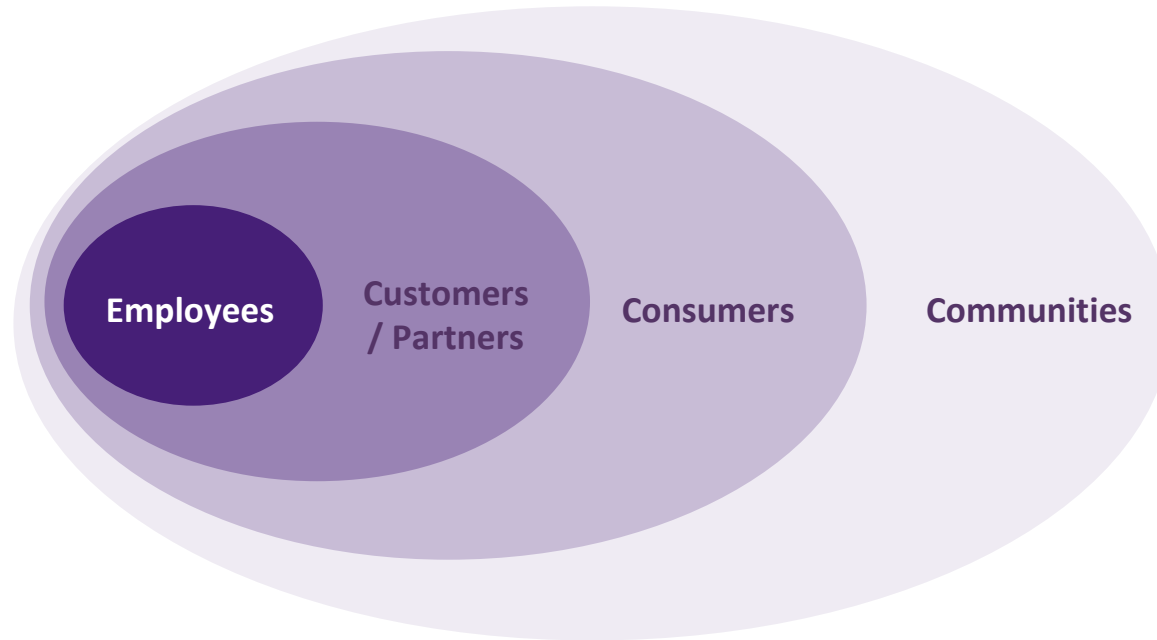 Employees
Customers
/ Partners
Consumers
Communities